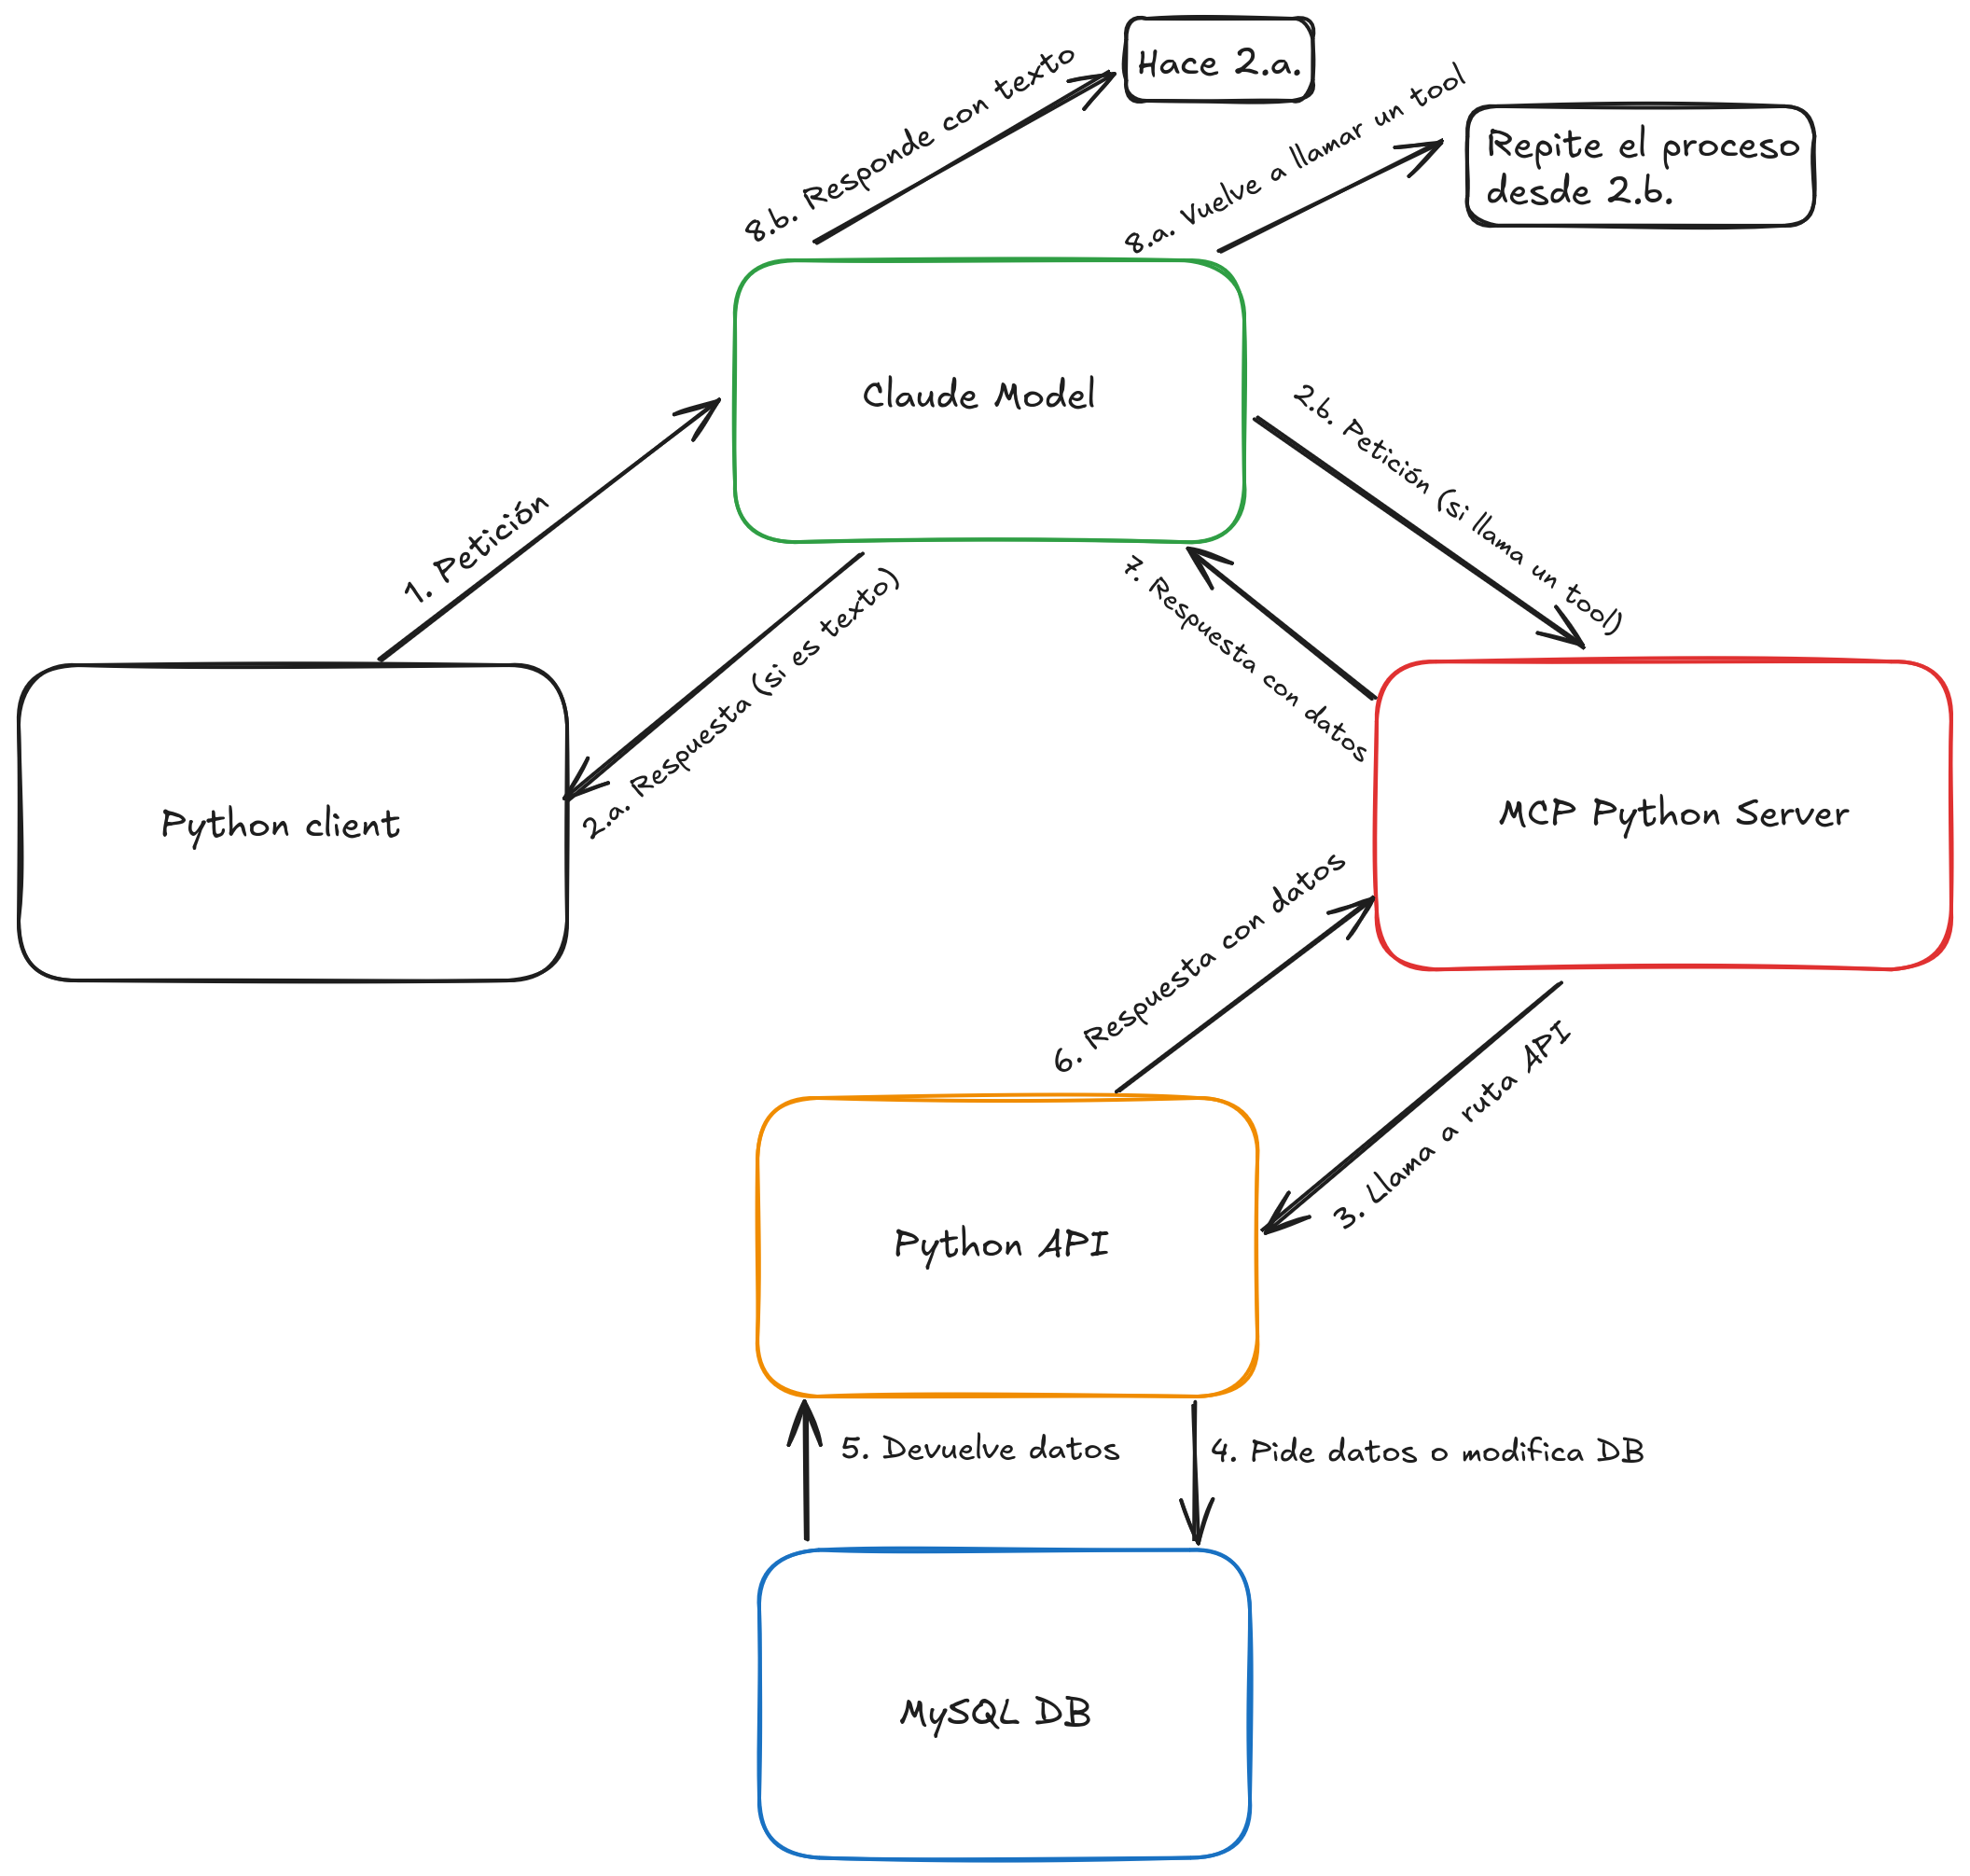 Hace 2.a.
8.b. Responde con texto
8.a. Vuelve a llamar un tool
Repite el proceso
desde 2.b.
Claude Model
1. Petición
2.a. Respuesta (si es texto)
2.b. Petición (si llama un tool)
7. Respuesta con datos
Python client
MCP Python Server
6. Respuesta con datos
3. Llama a ruta API
Python API
5. Devuelve datos
4. Pide datos o modifica DB
MySQL DB